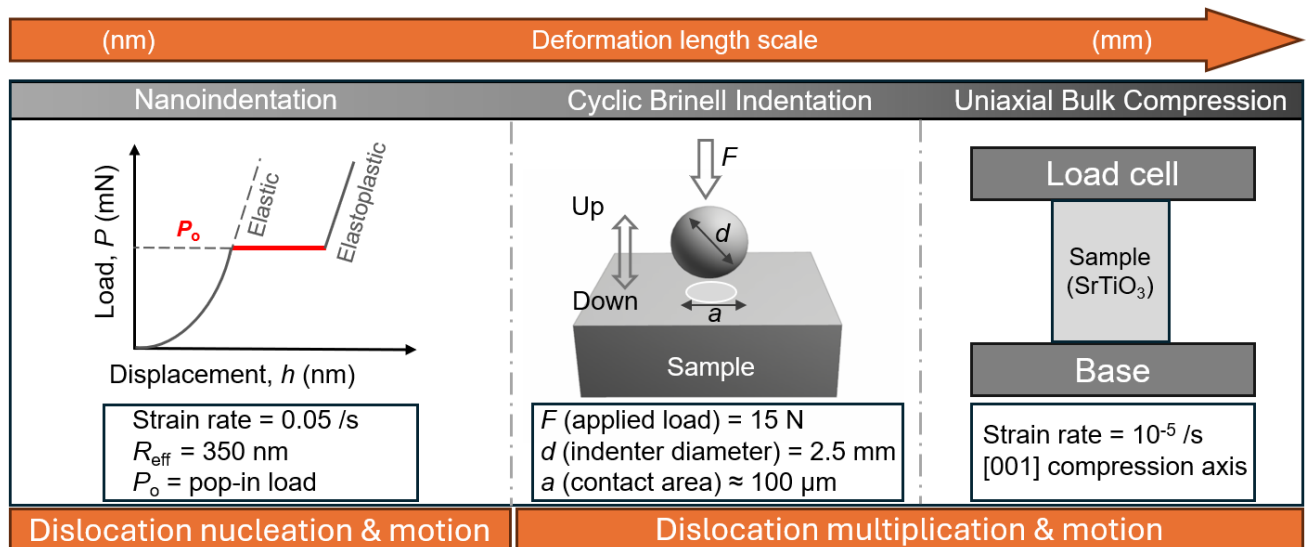 (nm)
Deformation length scale
(mm)
Nanoindentation
Cyclic Brinell Indentation
Uniaxial Bulk Compression
Load, P (mN)
P₀
Elastic
Elastoplastic
Displacement, h (nm)
Strain rate = 0.05 /s
R_eff = 350 nm
P₀ = pop-in load
F
Up
d
Down
a
Sample
F (applied load) = 15 N
d (indenter diameter) = 2.5 mm
a (contact area) ≈ 100 µm
Load cell
Sample
(SrTiO₃)
Base
Strain rate = 10⁻⁵ /s
[001] compression axis
Dislocation nucleation & motion
Dislocation multiplication & motion